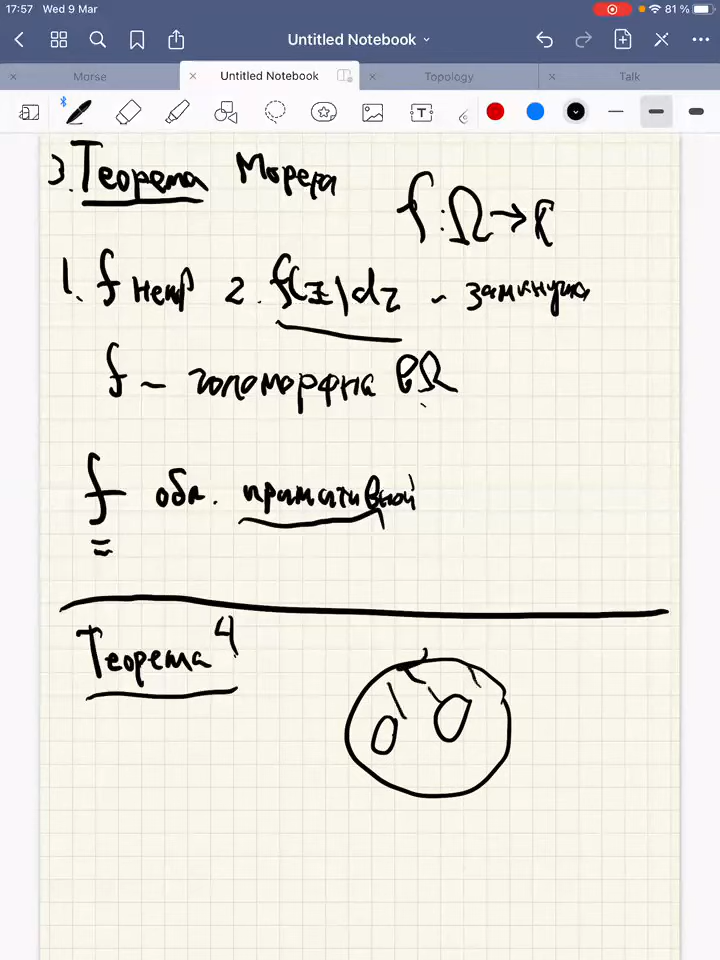 17:57 Wed 9 Mar 81 %
Untitled Notebook
Morse Untitled Notebook Topology Talk
3. Теорема Морера
f: Ω → ℂ
1. f непр 2. f(z)dz - замкнута
f - голоморфна в Ω
f обл. примитивной
Теорема 4